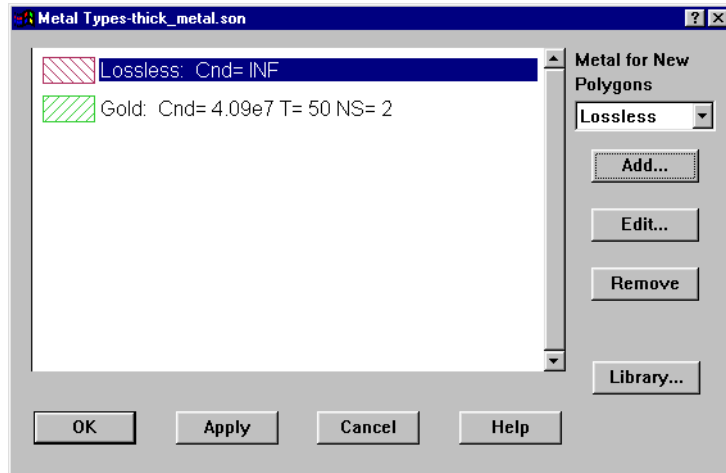 Metal Types-thick_metal.son
Lossless: Cnd= INF
Gold: Cnd= 4.09e7 T= 50 NS= 2
Metal for New
Polygons
Lossless
Add...
Edit...
Remove
Library...
OK
Apply
Cancel
Help